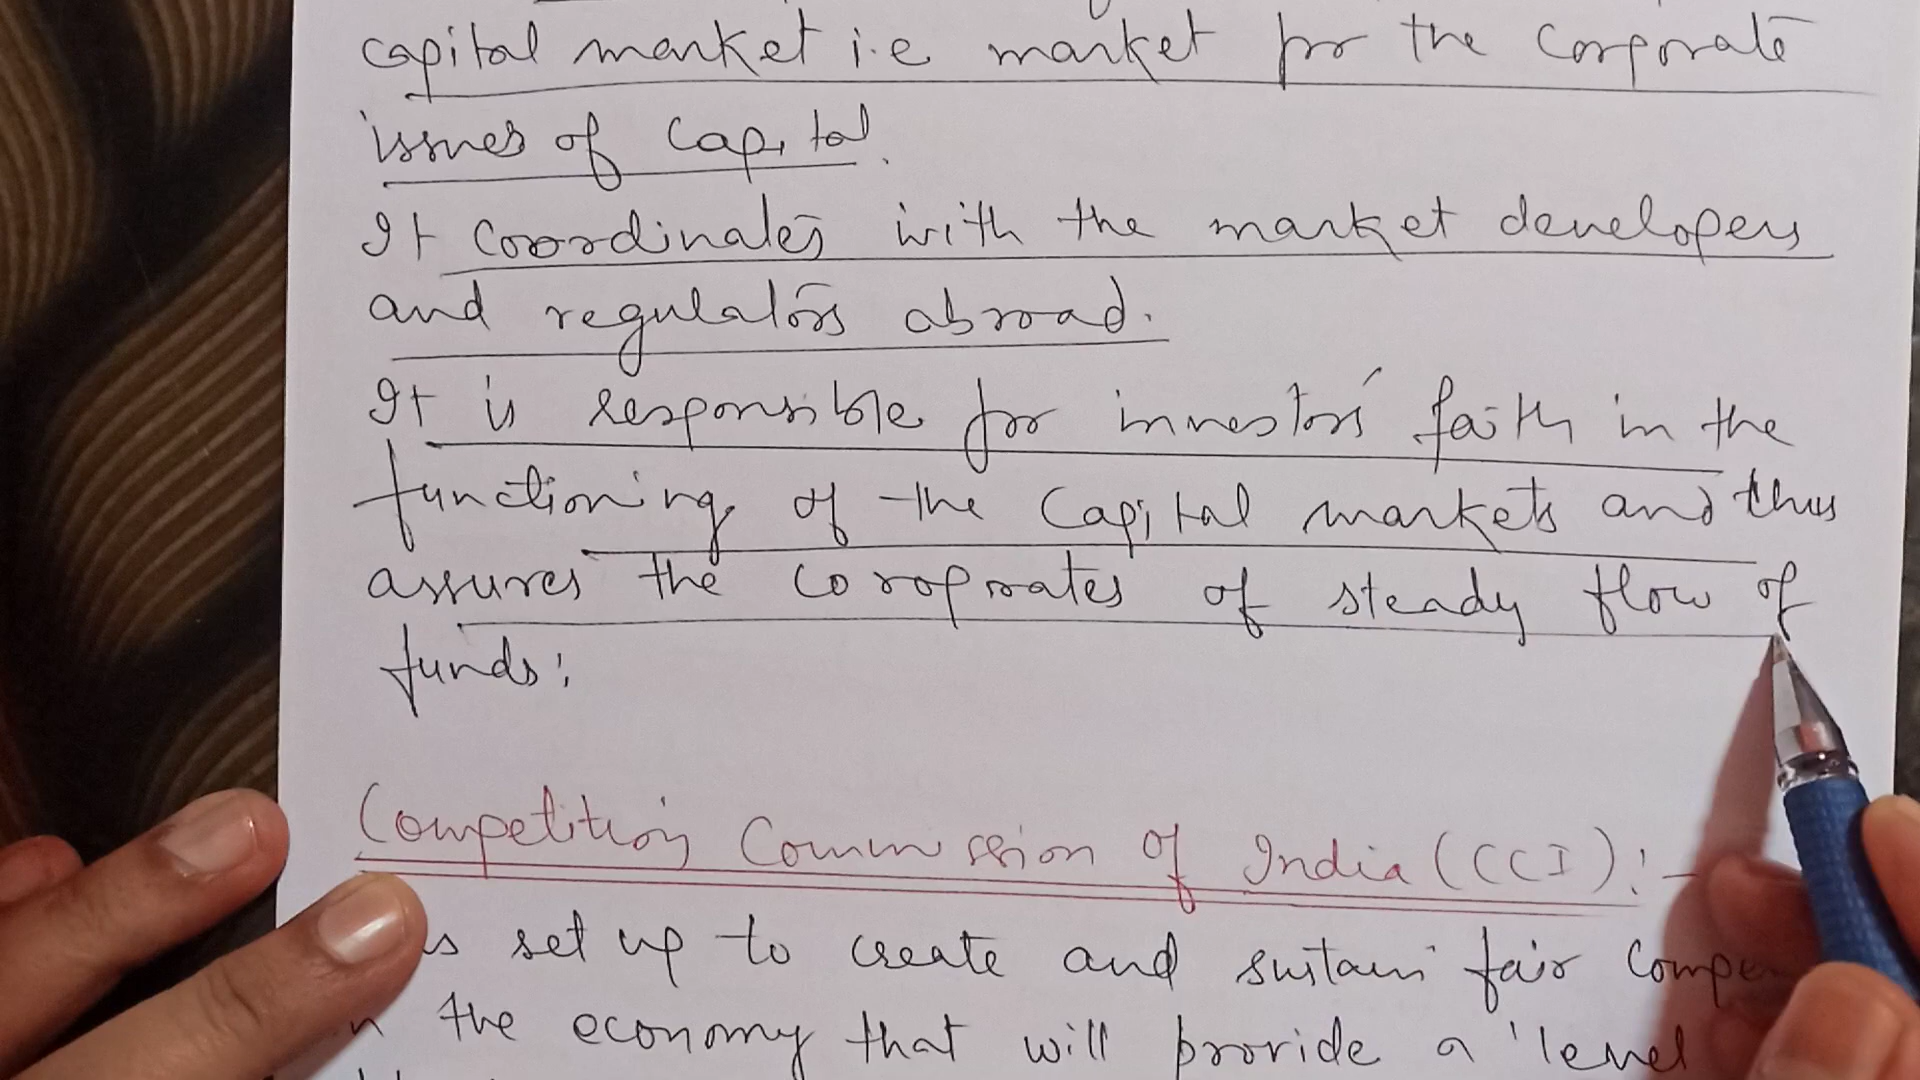 capital market i.e market for the corporate
issues of capital.
It coordinates with the market developers
and regulators abroad.
It is responsible for investors' faith in the
functioning of the capital markets and thus
assures the coroprates of steady flow of
funds:
Competition Commission of India (CCI):-
set up to create and sustain fair
the economy that will provide a 'level